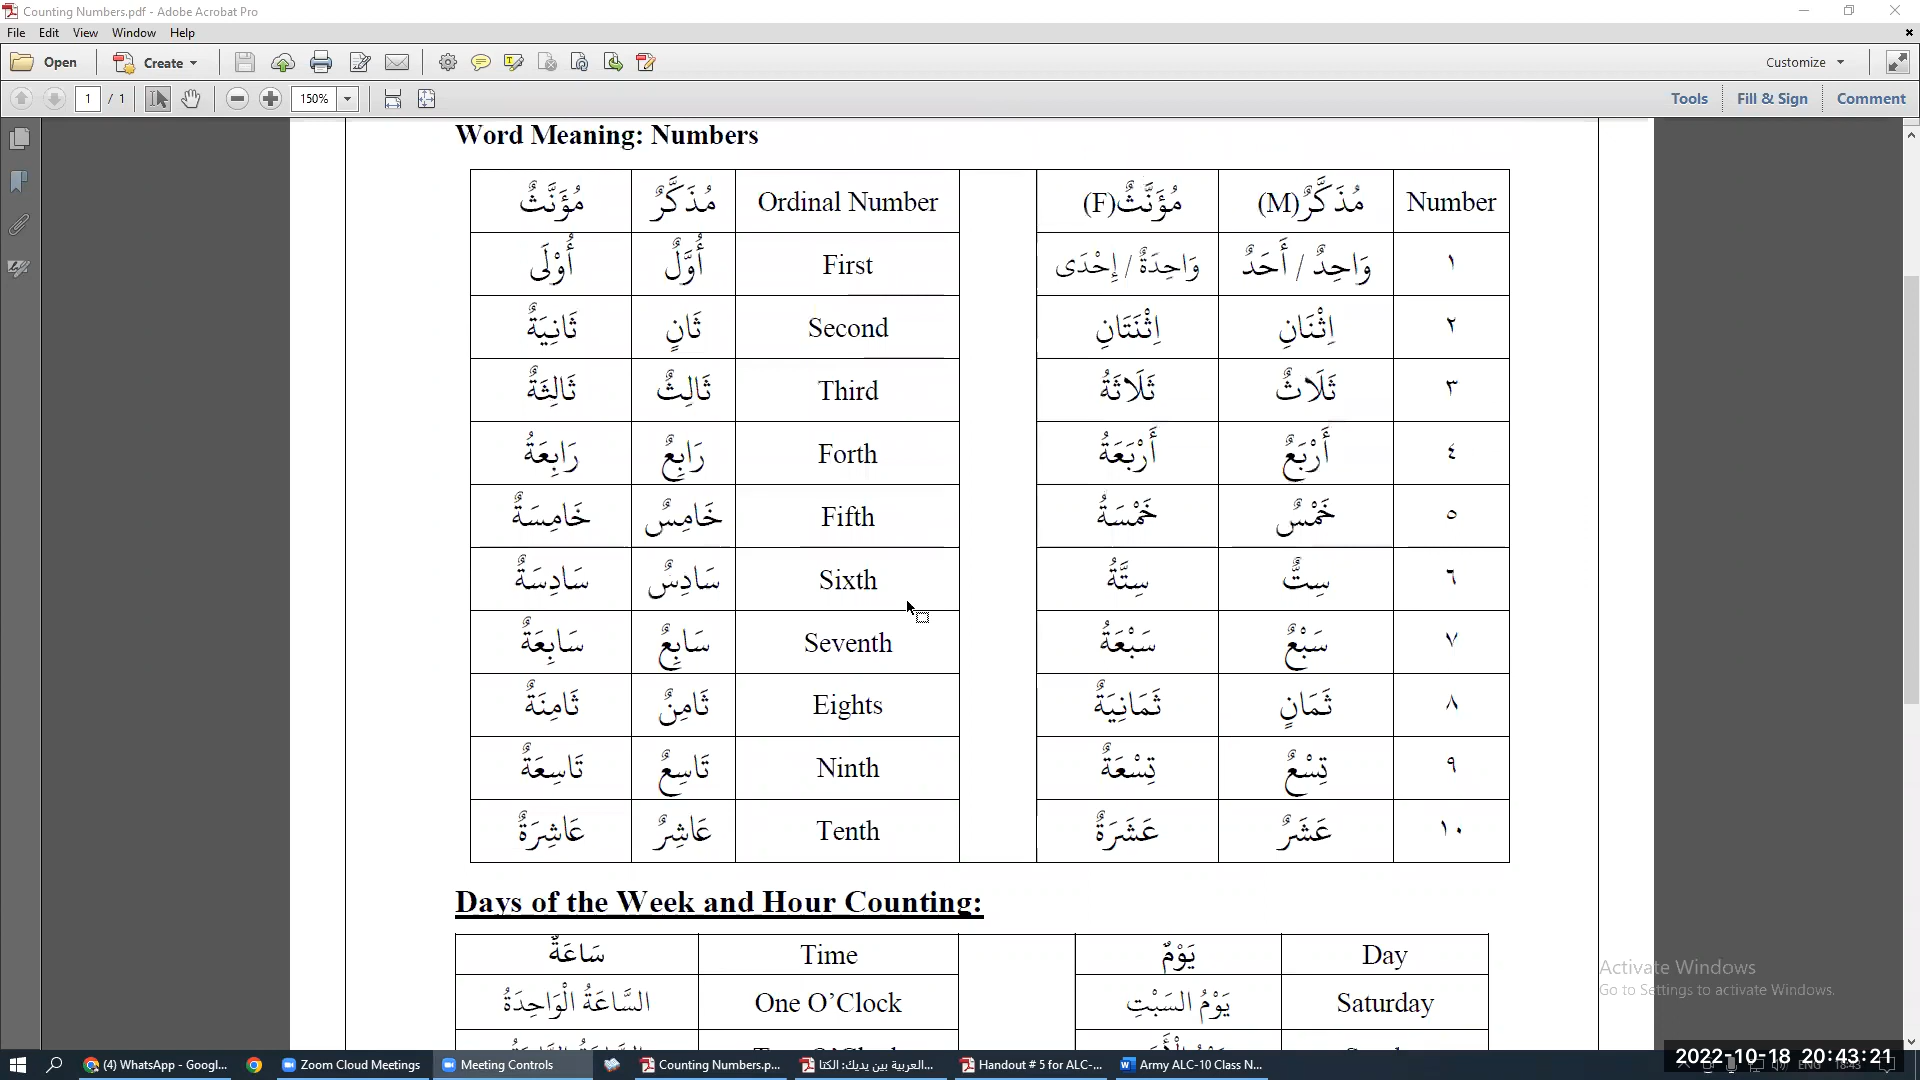 Counting Numbers.pdf - Adobe Acrobat Pro
File Edit View Window Help
Open Create Customize
1 / 1 150% Tools Fill & Sign Comment
Word Meaning: Numbers
مُؤَنَّثٌ مُذَكَّرٌ Ordinal Number مُؤَنَّثٌ(F) مُذَكَّرٌ(M) Number
أُوْلَى أُوَّلٌ First وَاحِدَةٌ / إِحْدَى وَاحِدٌ / أَحَدٌ ١
ثَانِيَةٌ ثَانٍ Second اِثْنَتَانِ اِثْنَانِ ٢
ثَالِثَةٌ ثَالِثٌ Third ثَلَاثَةُ ثَلَاثٌ ٣
رَابِعَةُ رَابِعٌ Forth أَرْبَعَةُ أَرْبَعٌ ٤
خَامِسَةٌ خَامِسٌ Fifth خَمْسَةُ خَمْسٌ ٥
سَادِسَةٌ سَادِسٌ Sixth سِتَّةُ سِتٌّ ٦
سَابِعَةٌ سَابِعٌ Seventh سَبْعَةُ سَبْعٌ ٧
ثَامِنَةٌ ثَامِنٌ Eights ثَمَانِيَةٌ ثَمَانٍ ٨
تَاسِعَةٌ تَاسِعٌ Ninth تِسْعَةٌ تِسْعٌ ٩
عَاشِرَةٌ عَاشِرٌ Tenth عَشَرَةٌ عَشَرٌ ١٠
Days of the Week and Hour Counting:
سَاعَةٌ Time يَوْمٌ Day
السَّاعَةُ الْوَاحِدَةُ One O’Clock يَوْمُ السَبْتِ Saturday
Activate Windows
Go to Settings to activate Windows.
(4) WhatsApp - Googl... Zoom Cloud Meetings Meeting Controls Counting Numbers.p... العربية بين يديك: الكتا... Handout # 5 for ALC-... Army ALC-10 Class N...
2022-10-18 20:43:21